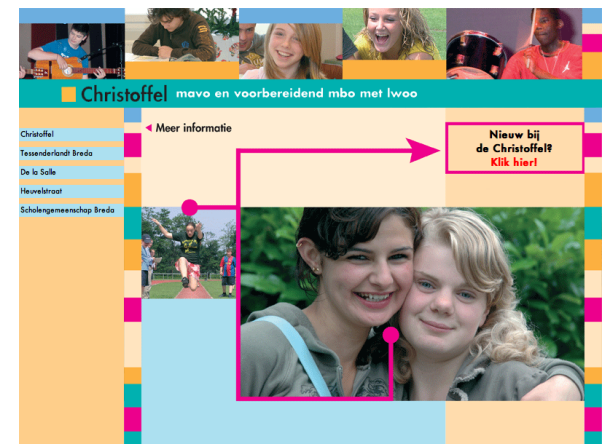 Christoffel mavo en voorbereidend mbo met lwoo
Christoffel
Tessenderlandt Breda
De la Salle
Heuvelstraat
Scholengemeenschap Breda
Meer informatie
Nieuw bij
de Christoffel?
Klik hier!